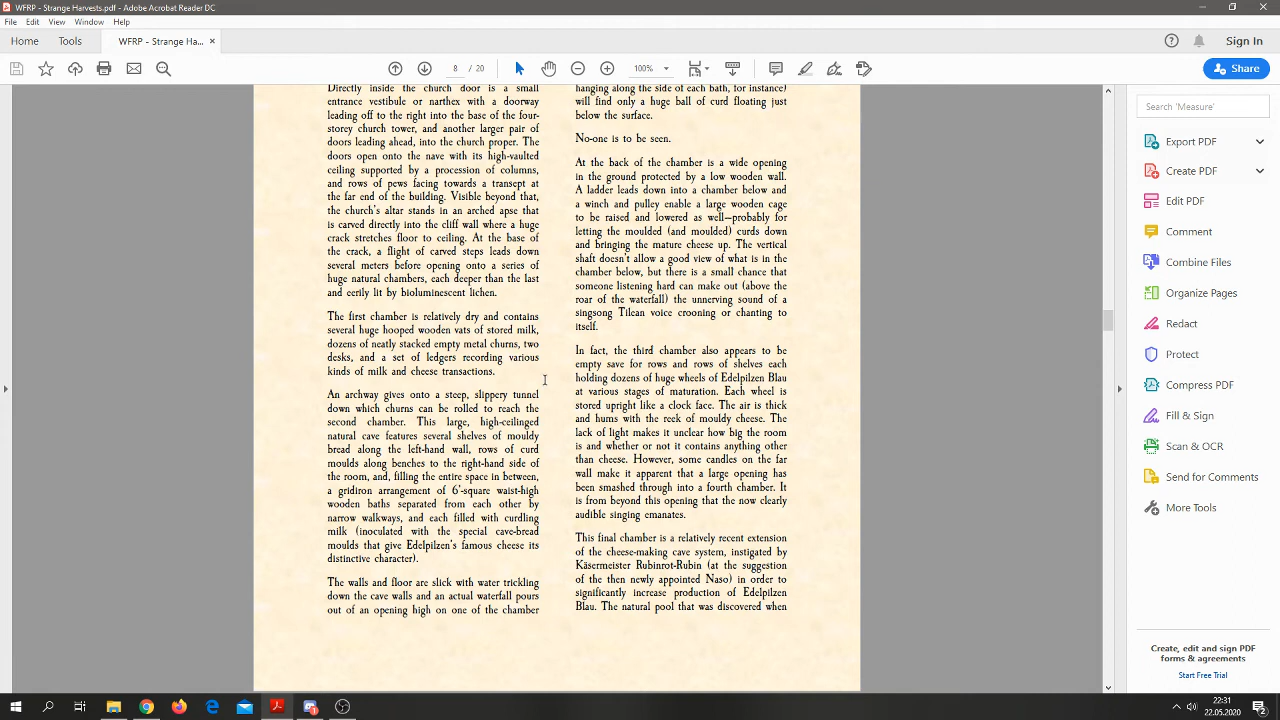 WFRP - Strange Harvests.pdf - Adobe Acrobat Reader DC
File Edit View Window Help
Home Tools WFRP - Strange Ha... × Sign In
8 / 20 100% Share
Directly inside the church door is a small
entrance vestibule or narthex with a doorway
leading off to the right into the base of the four-
storey church tower, and another larger pair of
doors leading ahead, into the church proper. The
doors open onto the nave with its high-vaulted
ceiling supported by a procession of columns,
and rows of pews facing towards a transept at
the far end of the building. Visible beyond that,
the church's altar stands in an arched apse that
is carved directly into the cliff wall where a huge
crack stretches floor to ceiling. At the base of
the crack, a flight of carved steps leads down
several meters before opening onto a series of
huge natural chambers, each deeper than the last
and eerily lit by bioluminescent lichen.
The first chamber is relatively dry and contains
several huge hooped wooden vats of stored milk,
dozens of neatly stacked empty metal churns, two
desks, and a set of ledgers recording various
kinds of milk and cheese transactions.
An archway gives onto a steep, slippery tunnel
down which churns can be rolled to reach the
second chamber. This large, high-ceilinged
natural cave features several shelves of mouldy
bread along the left-hand wall, rows of curd
moulds along benches to the right-hand side of
the room, and, filling the entire space in between,
a gridiron arrangement of 6'-square waist-high
wooden baths separated from each other by
narrow walkways, and each filled with curdling
milk (inoculated with the special cave-bread
moulds that give Edelpilzen's famous cheese its
distinctive character).
The walls and floor are slick with water trickling
down the cave walls and an actual waterfall pours
out of an opening high on one of the chamber
hanging along the side of each bath, for instance)
will find only a huge ball of curd floating just
below the surface.
No-one is to be seen.
At the back of the chamber is a wide opening
in the ground protected by a low wooden wall.
A ladder leads down into a chamber below and
a winch and pulley enable a large wooden cage
to be raised and lowered as well—probably for
letting the moulded (and moulded) curds down
and bringing the mature cheese up. The vertical
shaft doesn't allow a good view of what is in the
chamber below, but there is a small chance that
someone listening hard can make out (above the
roar of the waterfall) the unnerving sound of a
singsong Tilean voice crooning or chanting to
itself.
In fact, the third chamber also appears to be
empty save for rows and rows of shelves each
holding dozens of huge wheels of Edelpilzen Blau
at various stages of maturation. Each wheel is
stored upright like a clock face. The air is thick
and hums with the reek of mouldy cheese. The
lack of light makes it unclear how big the room
is and whether or not it contains anything other
than cheese. However, some candles on the far
wall make it apparent that a large opening has
been smashed through into a fourth chamber. It
is from beyond this opening that the now clearly
audible singing emanates.
This final chamber is a relatively recent extension
of the cheese-making cave system, instigated by
Käsermeister Rubinrot-Rubin (at the suggestion
of the then newly appointed Naso) in order to
significantly increase production of Edelpilzen
Blau. The natural pool that was discovered when
Search 'Measure'
Export PDF
Create PDF
Edit PDF
Comment
Combine Files
Organize Pages
Redact
Protect
Compress PDF
Fill & Sign
Scan & OCR
Send for Comments
More Tools
Create, edit and sign PDF
forms & agreements
Start Free Trial
22:31
22.05.2020